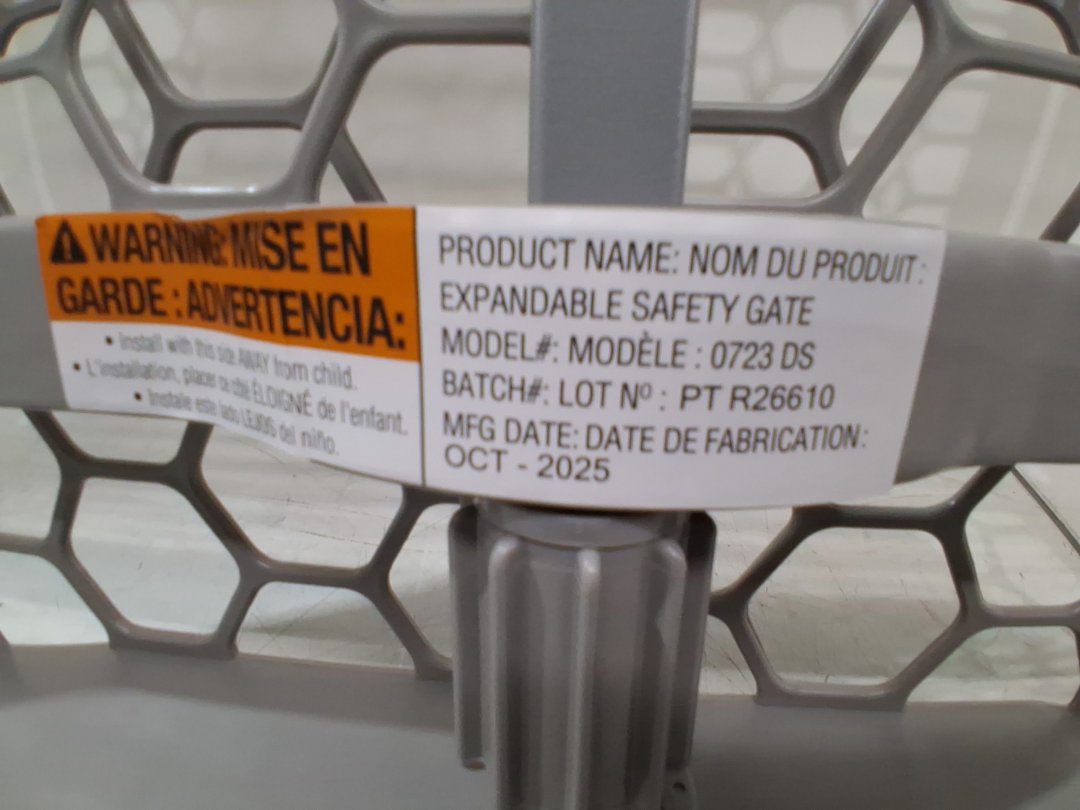 WARNING: MISE EN
GARDE : ADVERTENCIA:
• Install with this side AWAY from child.
• L'installation, placer ce côté ÉLOIGNÉ de l'enfant.
• Instale este lado LEJOS del niño.
PRODUCT NAME: NOM DU PRODUIT :
EXPANDABLE SAFETY GATE
MODEL#: MODÈLE : 0723 DS
BATCH#: LOT Nº : PT R26610
MFG DATE: DATE DE FABRICATION:
OCT - 2025